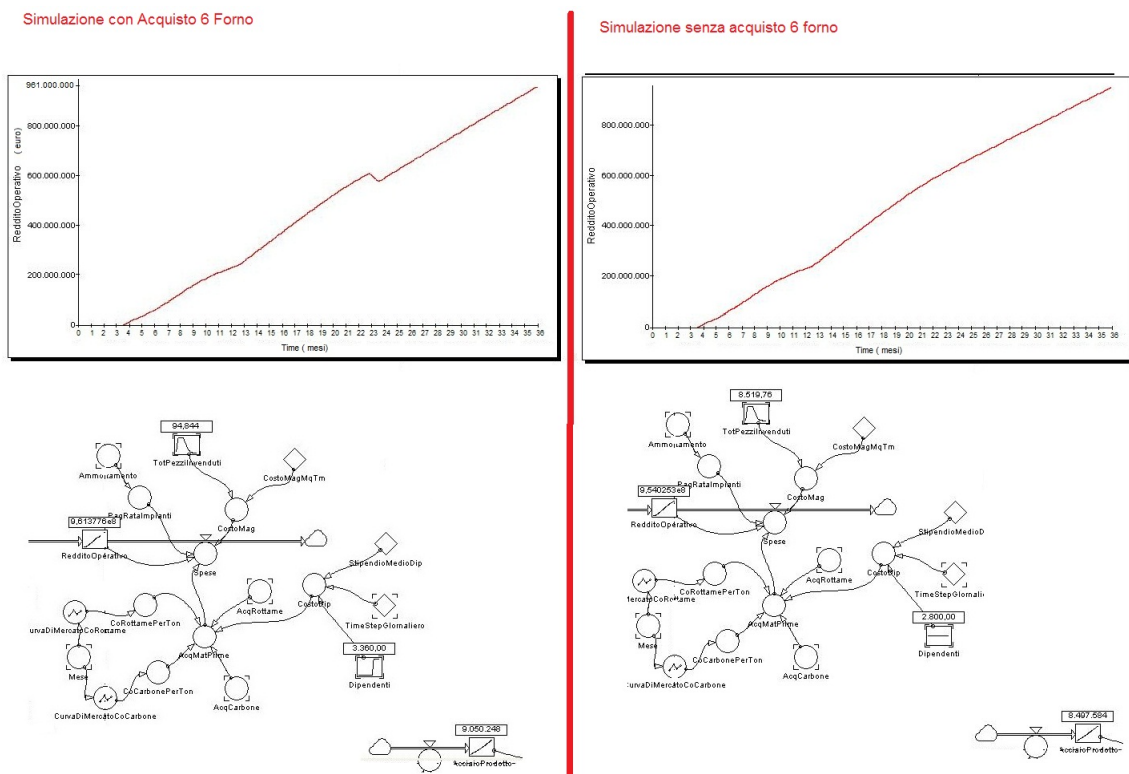 Simulazione con Acquisto 6 Forno
961.000.000
800.000.000
600.000.000
400.000.000
200.000.000
0
RedditoOperativo ( euro)
0 1 2 3 4 5 6 7 8 9 10 11 12 13 14 15 16 17 18 19 20 21 22 23 24 25 26 27 28 29 30 31 32 33 34 35 36
Time ( mesi)
94,844
TotPezziInvenduti
CostoMagMqTm
PagRataImpianti
CostoMag
9,613776e8
RedditoOperativo
Spese
StipendioMedioDip
AcqRottame
CoRottamePerTon
TimeStepGiornaliero
AcqMatPrime
3.360,00
Mese
CoCarbonePerTon
Dipendenti
AcqCarbone
CurvaDiMercatoCoCarbone
9.050.248
Simulazione senza acquisto 6 forno
800.000.000
600.000.000
400.000.000
200.000.000
0
RedditoOperativo
0 1 2 3 4 5 6 7 8 9 10 11 12 13 14 15 16 17 18 19 20 21 22 23 24 25 26 27 28 29 30 31 32 33 34 35 36
Time ( mesi)
8.519,76
TotPezziInvenduti
CostoMagMqTm
PagRataImpianti
CostoMag
9,540253e8
RedditoOperativo
Spese
StipendioMedioDip
AcqRottame
CoRottamePerTon
TimeStepGiornaliero
AcqMatPrime
2.800,00
Mese
CoCarbonePerTon
Dipendenti
AcqCarbone
8.497.584